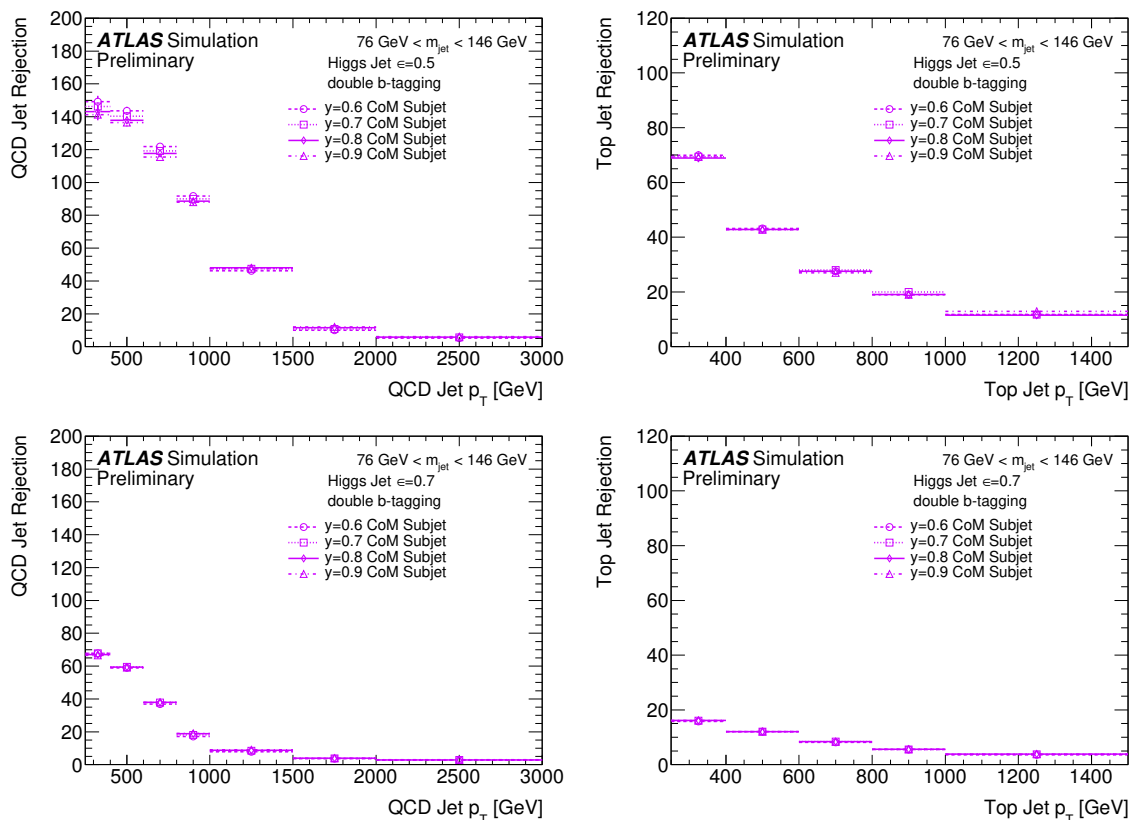 QCD Jet Rejection
200
180
160
140
120
100
80
60
40
20
0
ATLAS Simulation
Preliminary
76 GeV < m_jet < 146 GeV
Higgs Jet ∈=0.5
double b-tagging
y=0.6 CoM Subjet
y=0.7 CoM Subjet
y=0.8 CoM Subjet
y=0.9 CoM Subjet
500 1000 1500 2000 2500 3000
QCD Jet p_T [GeV]
Top Jet Rejection
120
100
80
60
40
20
0
ATLAS Simulation
Preliminary
76 GeV < m_jet < 146 GeV
Higgs Jet ∈=0.5
double b-tagging
y=0.6 CoM Subjet
y=0.7 CoM Subjet
y=0.8 CoM Subjet
y=0.9 CoM Subjet
400 600 800 1000 1200 1400
Top Jet p_T [GeV]
QCD Jet Rejection
200
180
160
140
120
100
80
60
40
20
0
ATLAS Simulation
Preliminary
76 GeV < m_jet < 146 GeV
Higgs Jet ∈=0.7
double b-tagging
y=0.6 CoM Subjet
y=0.7 CoM Subjet
y=0.8 CoM Subjet
y=0.9 CoM Subjet
500 1000 1500 2000 2500 3000
QCD Jet p_T [GeV]
Top Jet Rejection
120
100
80
60
40
20
0
ATLAS Simulation
Preliminary
76 GeV < m_jet < 146 GeV
Higgs Jet ∈=0.7
double b-tagging
y=0.6 CoM Subjet
y=0.7 CoM Subjet
y=0.8 CoM Subjet
y=0.9 CoM Subjet
400 600 800 1000 1200 1400
Top Jet p_T [GeV]